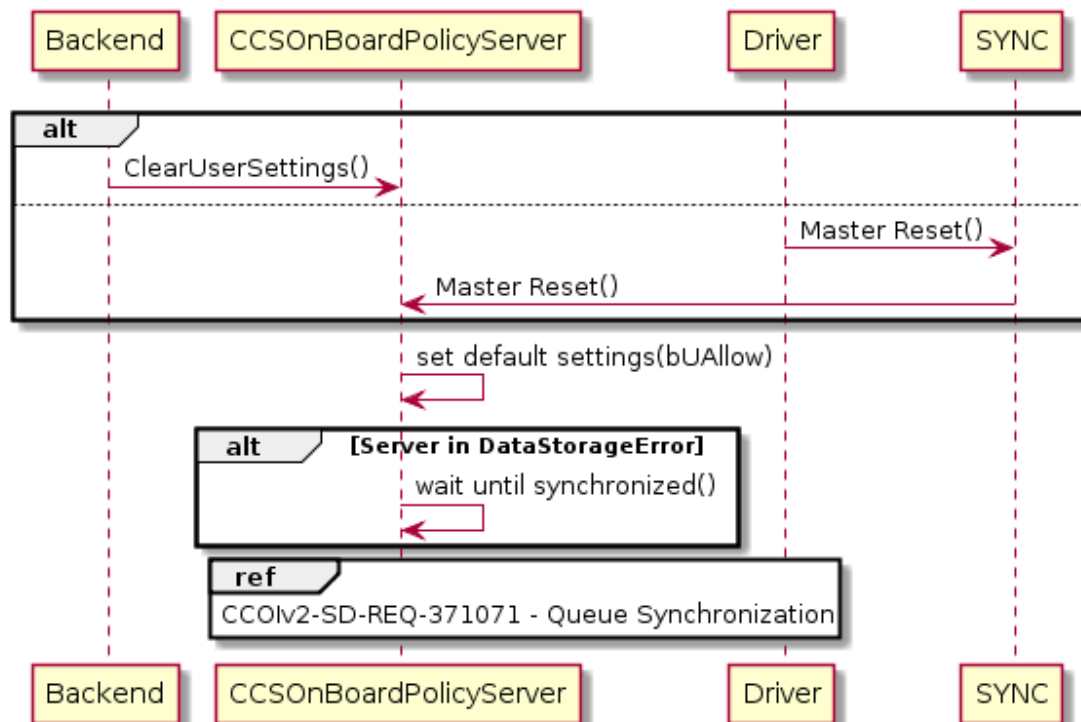 Backend CCSOnBoardPolicyServer Driver SYNC
alt
ClearUserSettings()
Master Reset()
Master Reset()
set default settings(bUAllow)
alt [Server in DataStorageError]
wait until synchronized()
ref
CCOIv2-SD-REQ-371071 - Queue Synchronization
Backend CCSOnBoardPolicyServer Driver SYNC